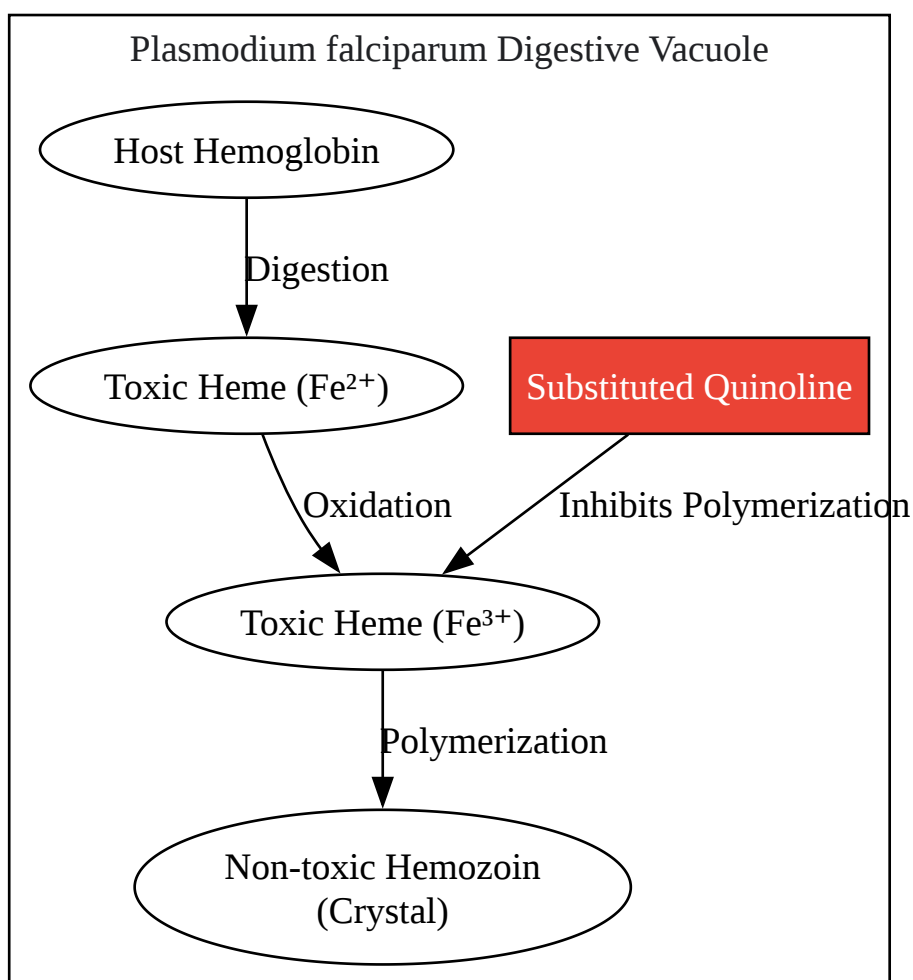 Plasmodium falciparum Digestive Vacuole
Host Hemoglobin
Digestion
Toxic Heme (Fe²⁺)
Substituted Quinoline
Oxidation
Inhibits Polymerization
Toxic Heme (Fe³⁺)
Polymerization
Non-toxic Hemozoin
(Crystal)